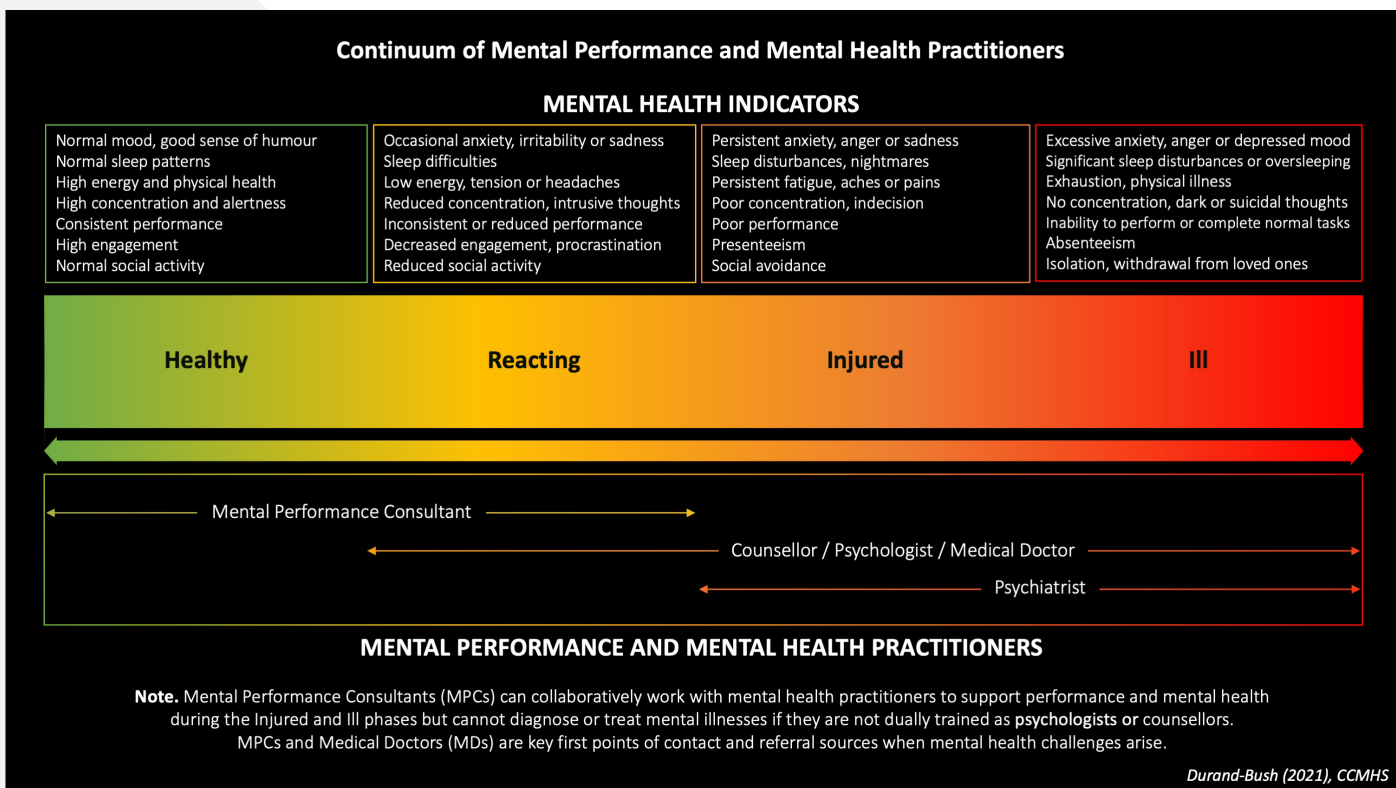 Continuum of Mental Performance and Mental Health Practitioners
MENTAL HEALTH INDICATORS
Normal mood, good sense of humour
Normal sleep patterns
High energy and physical health
High concentration and alertness
Consistent performance
High engagement
Normal social activity
Occasional anxiety, irritability or sadness
Sleep difficulties
Low energy, tension or headaches
Reduced concentration, intrusive thoughts
Inconsistent or reduced performance
Decreased engagement, procrastination
Reduced social activity
Persistent anxiety, anger or sadness
Sleep disturbances, nightmares
Persistent fatigue, aches or pains
Poor concentration, indecision
Poor performance
Presenteeism
Social avoidance
Excessive anxiety, anger or depressed mood
Significant sleep disturbances or oversleeping
Exhaustion, physical illness
No concentration, dark or suicidal thoughts
Inability to perform or complete normal tasks
Absenteeism
Isolation, withdrawal from loved ones
Healthy
Reacting
Injured
Ill
Mental Performance Consultant
Counsellor / Psychologist / Medical Doctor
Psychiatrist
MENTAL PERFORMANCE AND MENTAL HEALTH PRACTITIONERS
Note. Mental Performance Consultants (MPCs) can collaboratively work with mental health practitioners to support performance and mental health
during the Injured and Ill phases but cannot diagnose or treat mental illnesses if they are not dually trained as psychologists or counsellors.
MPCs and Medical Doctors (MDs) are key first points of contact and referral sources when mental health challenges arise.
Durand-Bush (2021), CCMHS